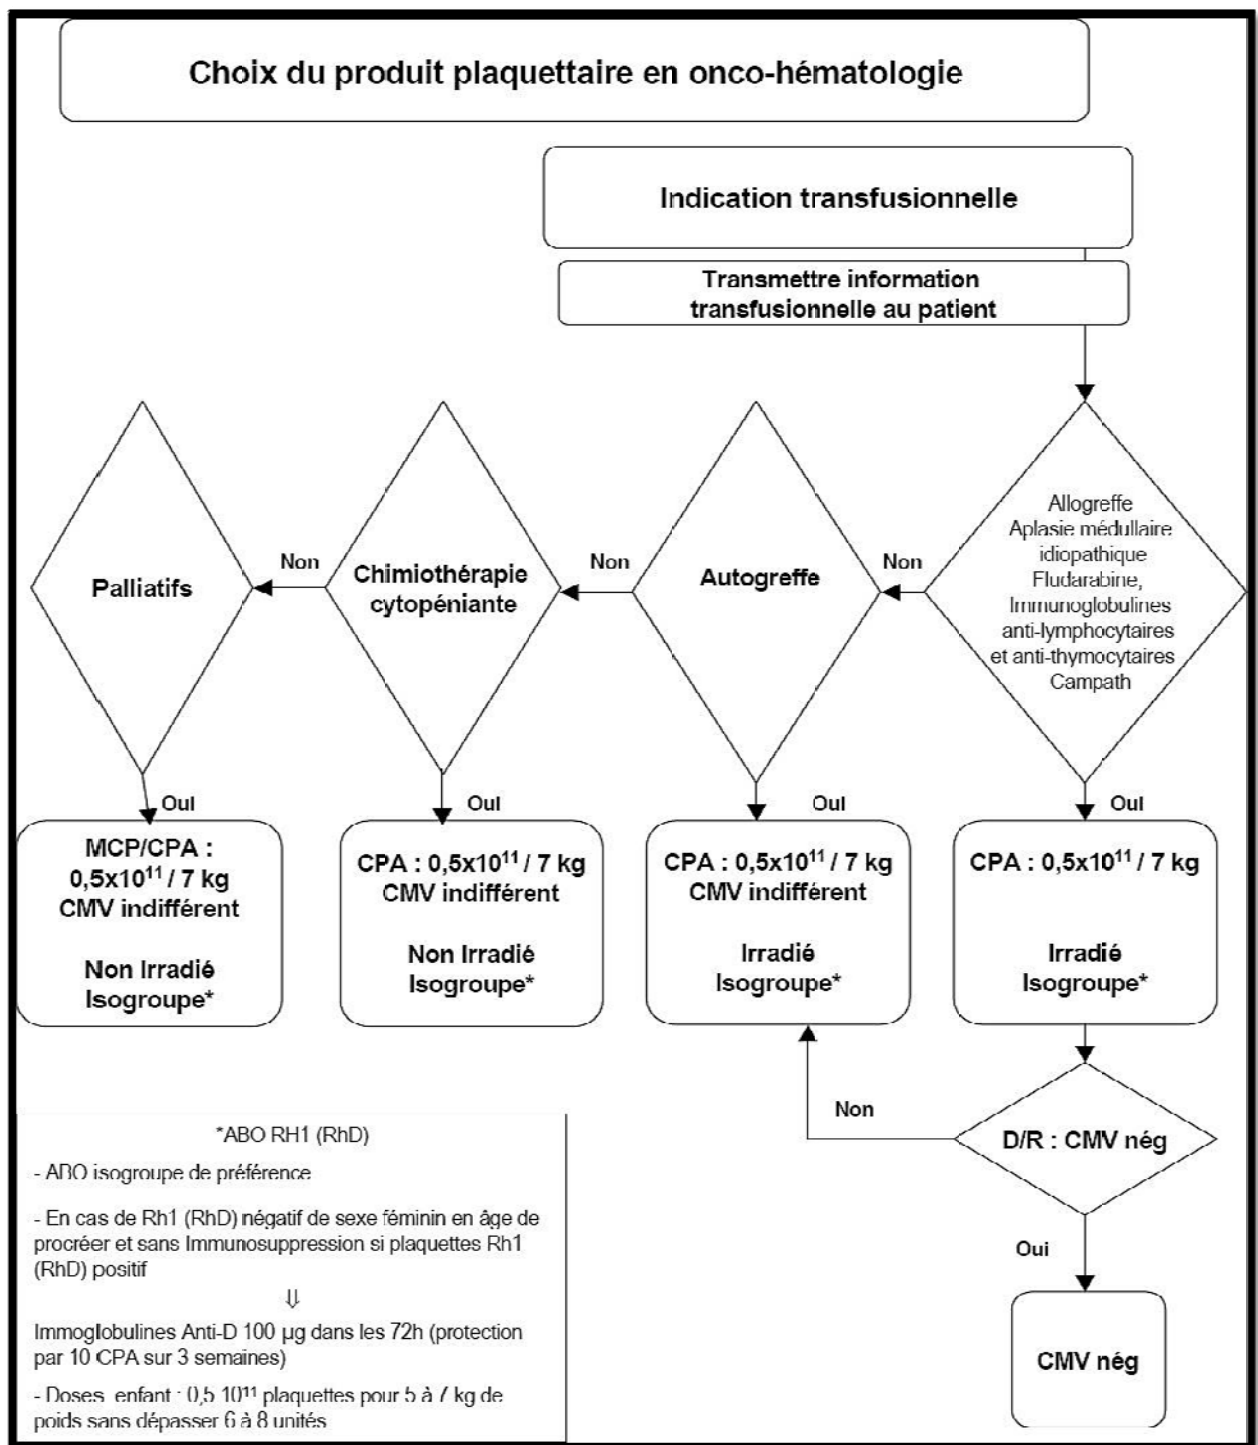 Choix du produit plaquettaire en onco-hématologie
Indication transfusionnelle
Transmettre information
transfusionnelle au patient
Allogreffe
Aplasie médullaire
idiopathique
Fludarabine,
Immunoglobulines
anti-lymphocytaires
et anti-thymocytaires
Campath
Non
Autogreffe
Non
Chimiothérapie
cytopéniante
Non
Palliatifs
Oui
Oui
Oui
Oui
MCP/CPA :
0,5x10¹¹ / 7 kg
CMV indifférent
Non Irradié
Isogroupe*
CPA : 0,5x10¹¹ / 7 kg
CMV indifférent
Non Irradié
Isogroupe*
CPA : 0,5x10¹¹ / 7 kg
CMV indifférent
Irradié
Isogroupe*
CPA : 0,5x10¹¹ / 7 kg
Irradié
Isogroupe*
Non
D/R : CMV nég
Oui
CMV nég
*ABO RH1 (RhD)
- ABO isogroupe de préférence
- En cas de Rh1 (RhD) négatif de sexe féminin en âge de
procréer et sans Immunosuppression si plaquettes Rh1
(RhD) positif
⇓
Immoglobulines Anti-D 100 µg dans les 72h (protection
par 10 CPA sur 3 semaines)
- Doses enfant : 0,5 10¹¹ plaquettes pour 5 à 7 kg de
poids sans dépasser 6 à 8 unités